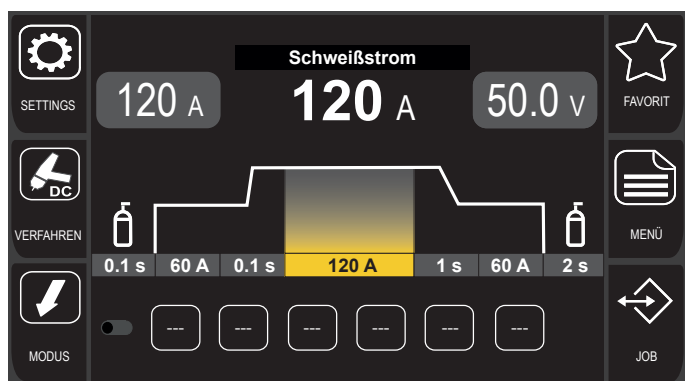 Schweißstrom
SETTINGS
120 A
120 A
50.0 V
FAVORIT
DC
VERFAHREN
MENÜ
0.1 s
60 A
0.1 s
120 A
1 s
60 A
2 s
---
---
---
---
---
---
MODUS
JOB